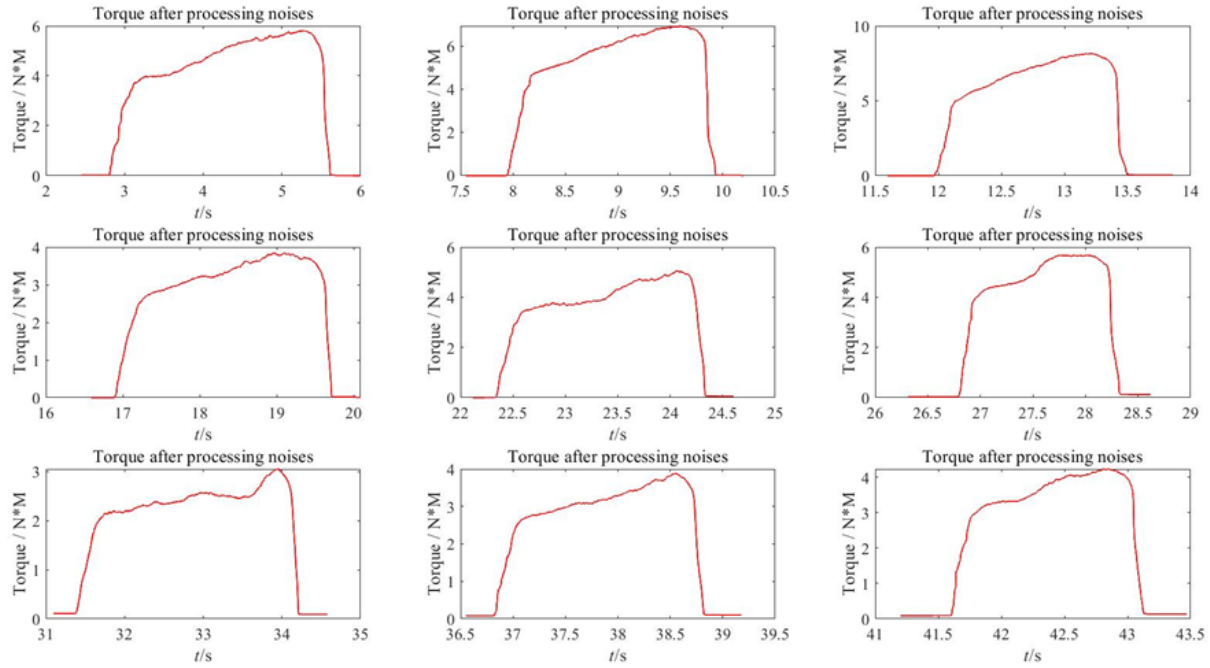 Torque after processing noises Torque after processing noises Torque after processing noises
Torque / N*M Torque / N*M Torque / N*M
6 4 2 0
6 4 2 0
10 5 0
2 3 4 5 6
7.5 8 8.5 9 9.5 10 10.5
11.5 12 12.5 13 13.5 14
t/s t/s t/s
Torque after processing noises Torque after processing noises Torque after processing noises
Torque / N*M Torque / N*M Torque / N*M
4 3 2 1 0
6 4 2 0
6 4 2 0
16 17 18 19 20
22 22.5 23 23.5 24 24.5 25
26 26.5 27 27.5 28 28.5 29
t/s t/s t/s
Torque after processing noises Torque after processing noises Torque after processing noises
Torque / N*M Torque / N*M Torque / N*M
3 2 1 0
4 3 2 1 0
4 3 2 1 0
31 32 33 34 35
36.5 37 37.5 38 38.5 39 39.5
41 41.5 42 42.5 43 43.5
t/s t/s t/s